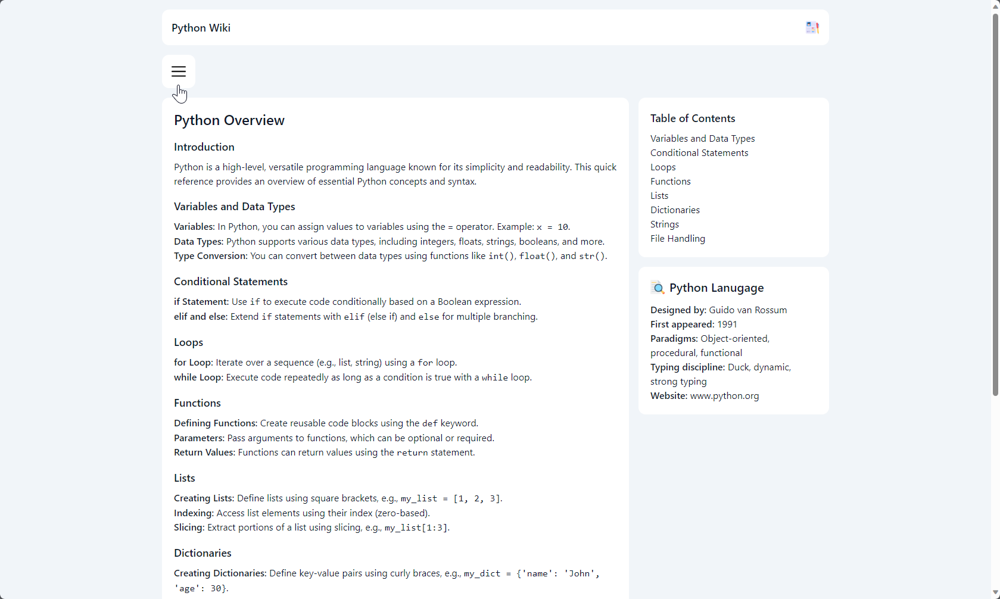 Python Wiki
Python Overview
Introduction
Python is a high-level, versatile programming language known for its simplicity and readability. This quick
reference provides an overview of essential Python concepts and syntax.
Variables and Data Types
Variables: In Python, you can assign values to variables using the = operator. Example: x = 10.
Data Types: Python supports various data types, including integers, floats, strings, booleans, and more.
Type Conversion: You can convert between data types using functions like int(), float(), and str().
Conditional Statements
if Statement: Use if to execute code conditionally based on a Boolean expression.
elif and else: Extend if statements with elif (else if) and else for multiple branching.
Loops
for Loop: Iterate over a sequence (e.g., list, string) using a for loop.
while Loop: Execute code repeatedly as long as a condition is true with a while loop.
Functions
Defining Functions: Create reusable code blocks using the def keyword.
Parameters: Pass arguments to functions, which can be optional or required.
Return Values: Functions can return values using the return statement.
Lists
Creating Lists: Define lists using square brackets, e.g., my_list = [1, 2, 3].
Indexing: Access list elements using their index (zero-based).
Slicing: Extract portions of a list using slicing, e.g., my_list[1:3].
Dictionaries
Creating Dictionaries: Define key-value pairs using curly braces, e.g., my_dict = {'name': 'John',
'age': 30}.
Table of Contents
Variables and Data Types
Conditional Statements
Loops
Functions
Lists
Dictionaries
Strings
File Handling
Python Lanugage
Designed by: Guido van Rossum
First appeared: 1991
Paradigms: Object-oriented,
procedural, functional
Typing discipline: Duck, dynamic,
strong typing
Website: www.python.org